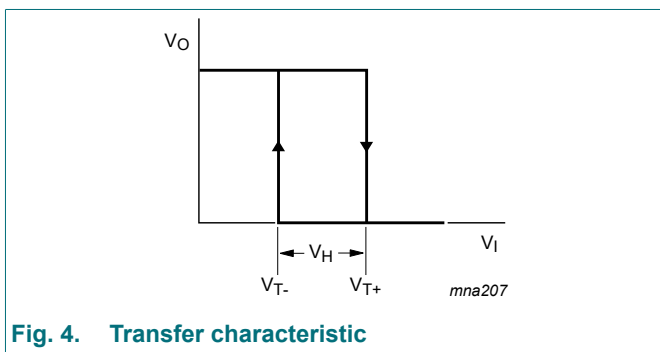 VO
VH
VI
VT-
VT+
mna207
Fig. 4. Transfer characteristic